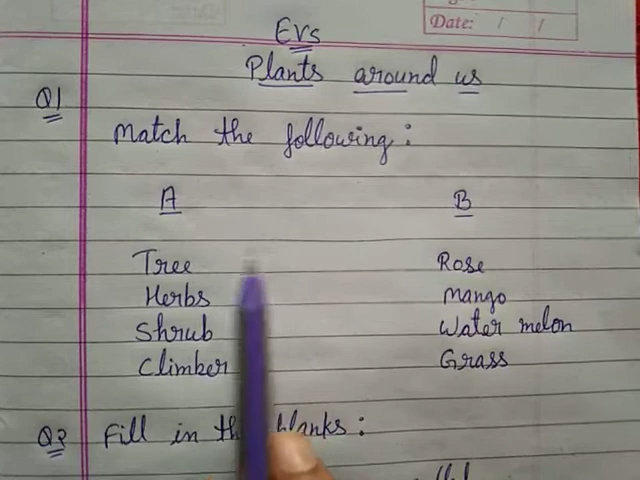 Date: / /
EVS
Plants around us
Q1
Match the following:
A B
Tree Rose
Herbs Mango
Shrub Water melon
Climber Grass
Q2 Fill in the blanks: